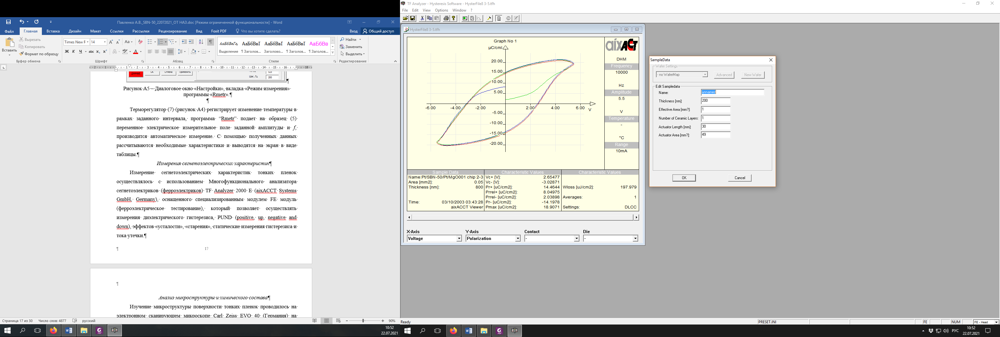 Павленко А.В._SBN-50_22072021_ОТ НАЗ.doc [Режим ограниченной функциональности] - Word
Файл
Главная
Вставка
Дизайн
Макет
Ссылки
Рассылки
Рецензирование
Вид
Foxit PDF
Что вы хотите сделать?
Вход
Общий доступ
Вставить
Вырезать
Копировать
Формат по образцу
Буфер обмена
Times New F
14
Ж К Ч abc x₂ x²
Шрифт
Абзац
АаБбВвГг, АаБбВвГ АаБбВвГ АаБбВвГ АаБбВв
Выделение ¶ Заголов... Заголово... ¶ Заголов... ¶ Заголов...
Стили
Найти
Заменить
Выделить
Редактирование
ДАННЫЕ
ОК
Отмена
Применить
525
Шаг, Гц
200
¶
Рисунок А5 – Диалоговое окно «Настройки», вкладка «Режим измерения»
программы «Rmetr».¶
¶
Терморегулятор (7) (рисунок А4) регистрирует изменение температуры в
рамках заданного интервала, программа “Rmetr” подает на образец (5)
переменное электрическое измерительное поле заданной амплитуды и f,
производится автоматическое измерение. С помощью полученных данных
рассчитываются необходимые характеристики и выводятся на экран в виде
таблицы.¶
Измерения сегнетоэлектрических характеристик¶
Измерение сегнетоэлектрических характеристик тонких пленок
осуществлялось с использованием Многофункционального анализатора
сегнетоэлектриков (ферроэлектриков) TF Analyzer 2000 E (aixACCT Systems
GmbH, Germany), оснащенного специализированным модулем FE модуль
(ферроэлектрическое тестирование), который позволяет осуществлять
измерения диэлектрического гистерезиса, PUND (positive, up, negative and
down), эффектов «усталости», «старения», статические измерения гистерезиса и
тока утечки.¶
¶
17
¶
Анализ микроструктуры и химического состава¶
Изучение микроструктуры поверхности тонких пленок проводилось на
электронном сканирующем микроскопе Carl Zeiss EVO 40 (Германия) на
Страница 17 из 30
Число слов: 4877
русский
90%
10:52
22.07.2021
TF Analyzer - Hysteresis Software - HysterFile8 3-5.tfh
File Edit View Options Window ?
HysterFile8 3-5.tfh
Graph No 1
µC/cml
20.00
15.00
10.00
5.00
-6.00 -4.00 -2.00 2.00 4.00 6.00
V
-5.00
-10.00
-15.00
-20.00
aixACT
DHM
Frequency
10000
Hz
Amplitude
5.5
V
Temperature
-
°C
Range
10mA
Sample Data
Name:Pt/SBN-50/Pt/MgO001 chip 2-3
Area [mm2]: 0.05
Thickness [nm]: 800
Time: 03/10/2003 03:43:28
aixACCT Viewer
Characteristic Values
Vc+ [V]: 2.65477
Vc- [V]: -3.02871
Pr+ [uC/cm2]: 14.4644
Prrel+ [uC/cm2]: 8.04975
Prrel- [uC/cm2]: 2.03898
Pr- [uC/cm2]: -14.1978
Pmax [uC/cm2]: 18.9071
Characteristic Values
Wloss [uJ/cm2]: 197.979
Averages: 1
Settings: DLCC
X-Axis
Voltage
Y-Axis
Polarization
Contact
-
Die
-
SampleData
Wafer Settings
- no WaferMap
Advanced
New Wafer
Edit Sampledata
Name: unnamed
Thickness [nm]: 200
Effective Area [mm?]: 1
Number of Ceramic Layers: 1
Actuator Length [mm]: 30
Actuator Area [mm?]: 49
OK
Cancel
Ready
PRESET.INI
FE
NUM
FE - Head
РУС
10:52
22.07.2021